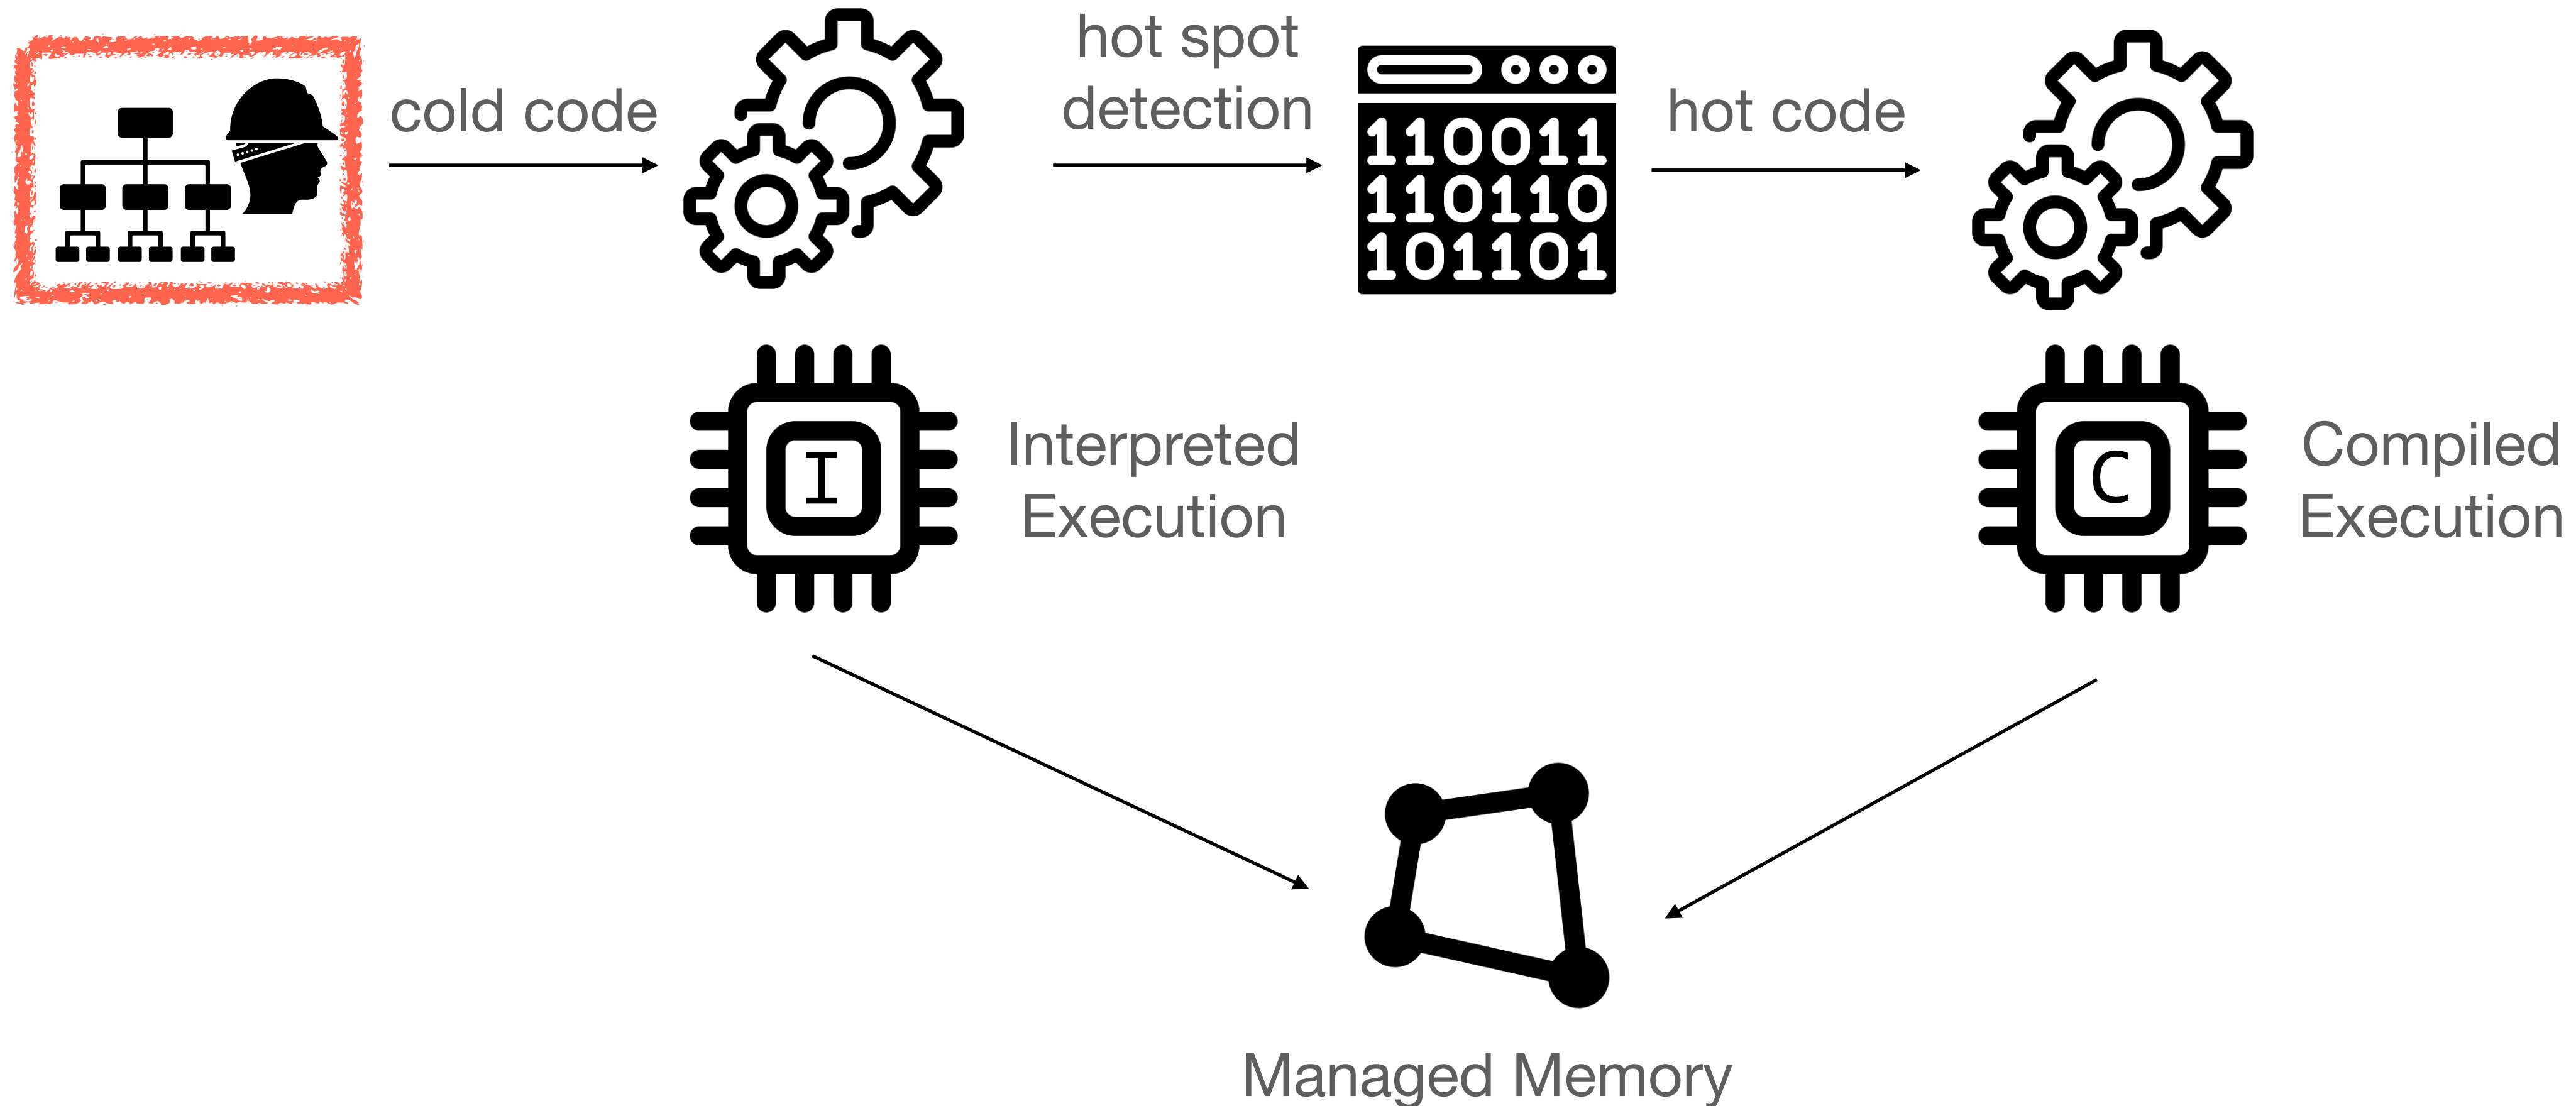 cold code
hot spot
detection
110011
110110
101101
hot code
I
Interpreted
Execution
C
Compiled
Execution
Managed Memory